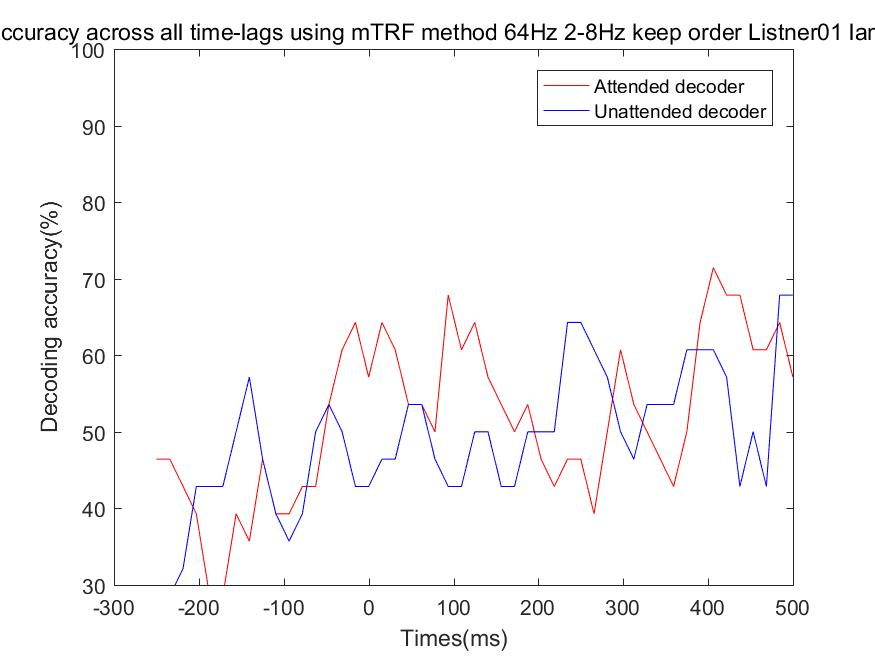 ccuracy across all time-lags using mTRF method 64Hz 2-8Hz keep order Listner01 lar
100
90
80
70
60
50
40
30
Decoding accuracy(%)
Attended decoder
Unattended decoder
-300 -200 -100 0 100 200 300 400 500
Times(ms)